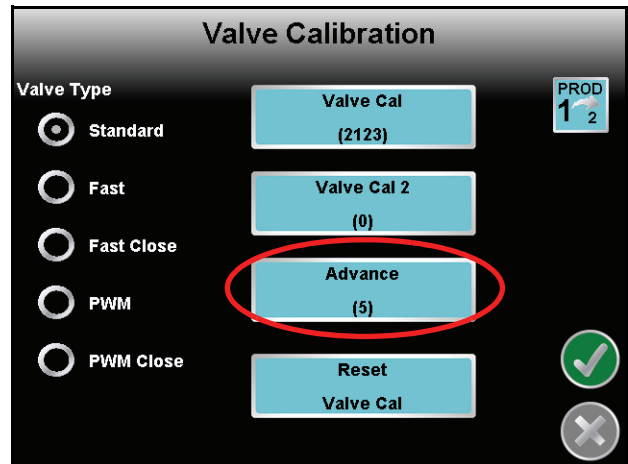 Valve Calibration
Valve Type
Standard
Fast
Fast Close
PWM
PWM Close
Valve Cal
(2123)
Valve Cal 2
(0)
Advance
(5)
Reset
Valve Cal
PROD
1 2